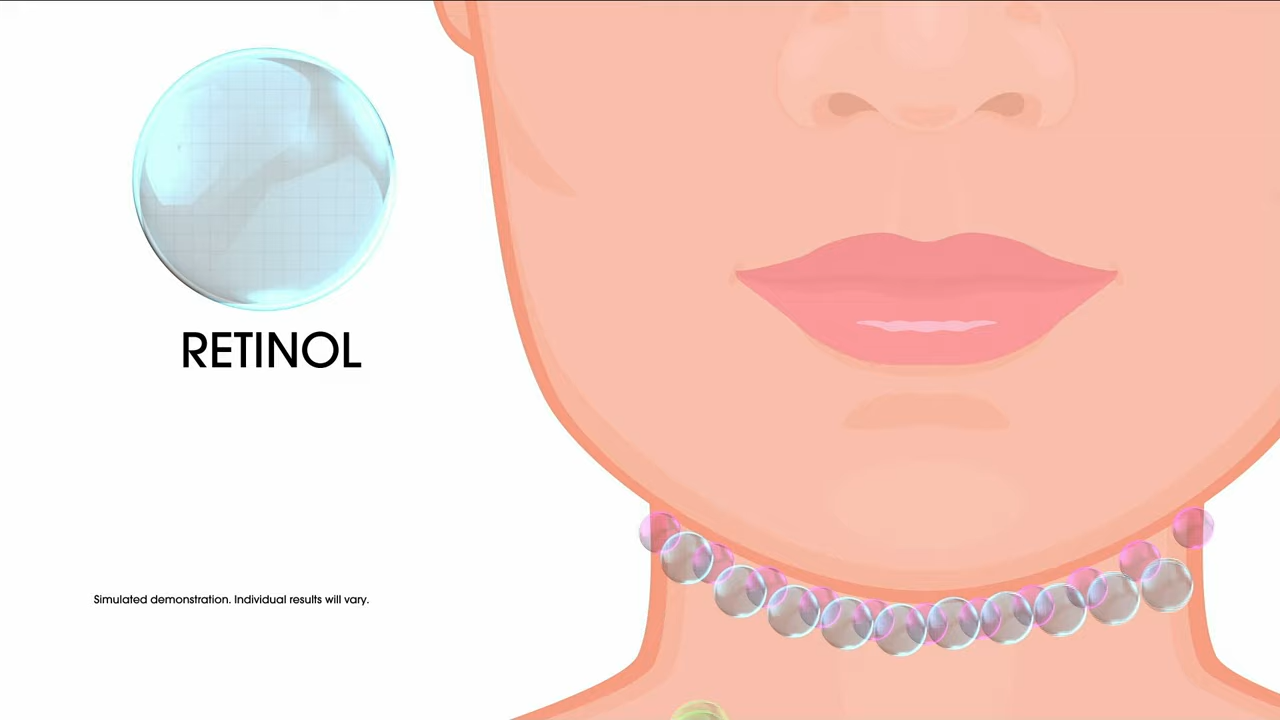 RETINOL
Simulated demonstration. Individual results will vary.